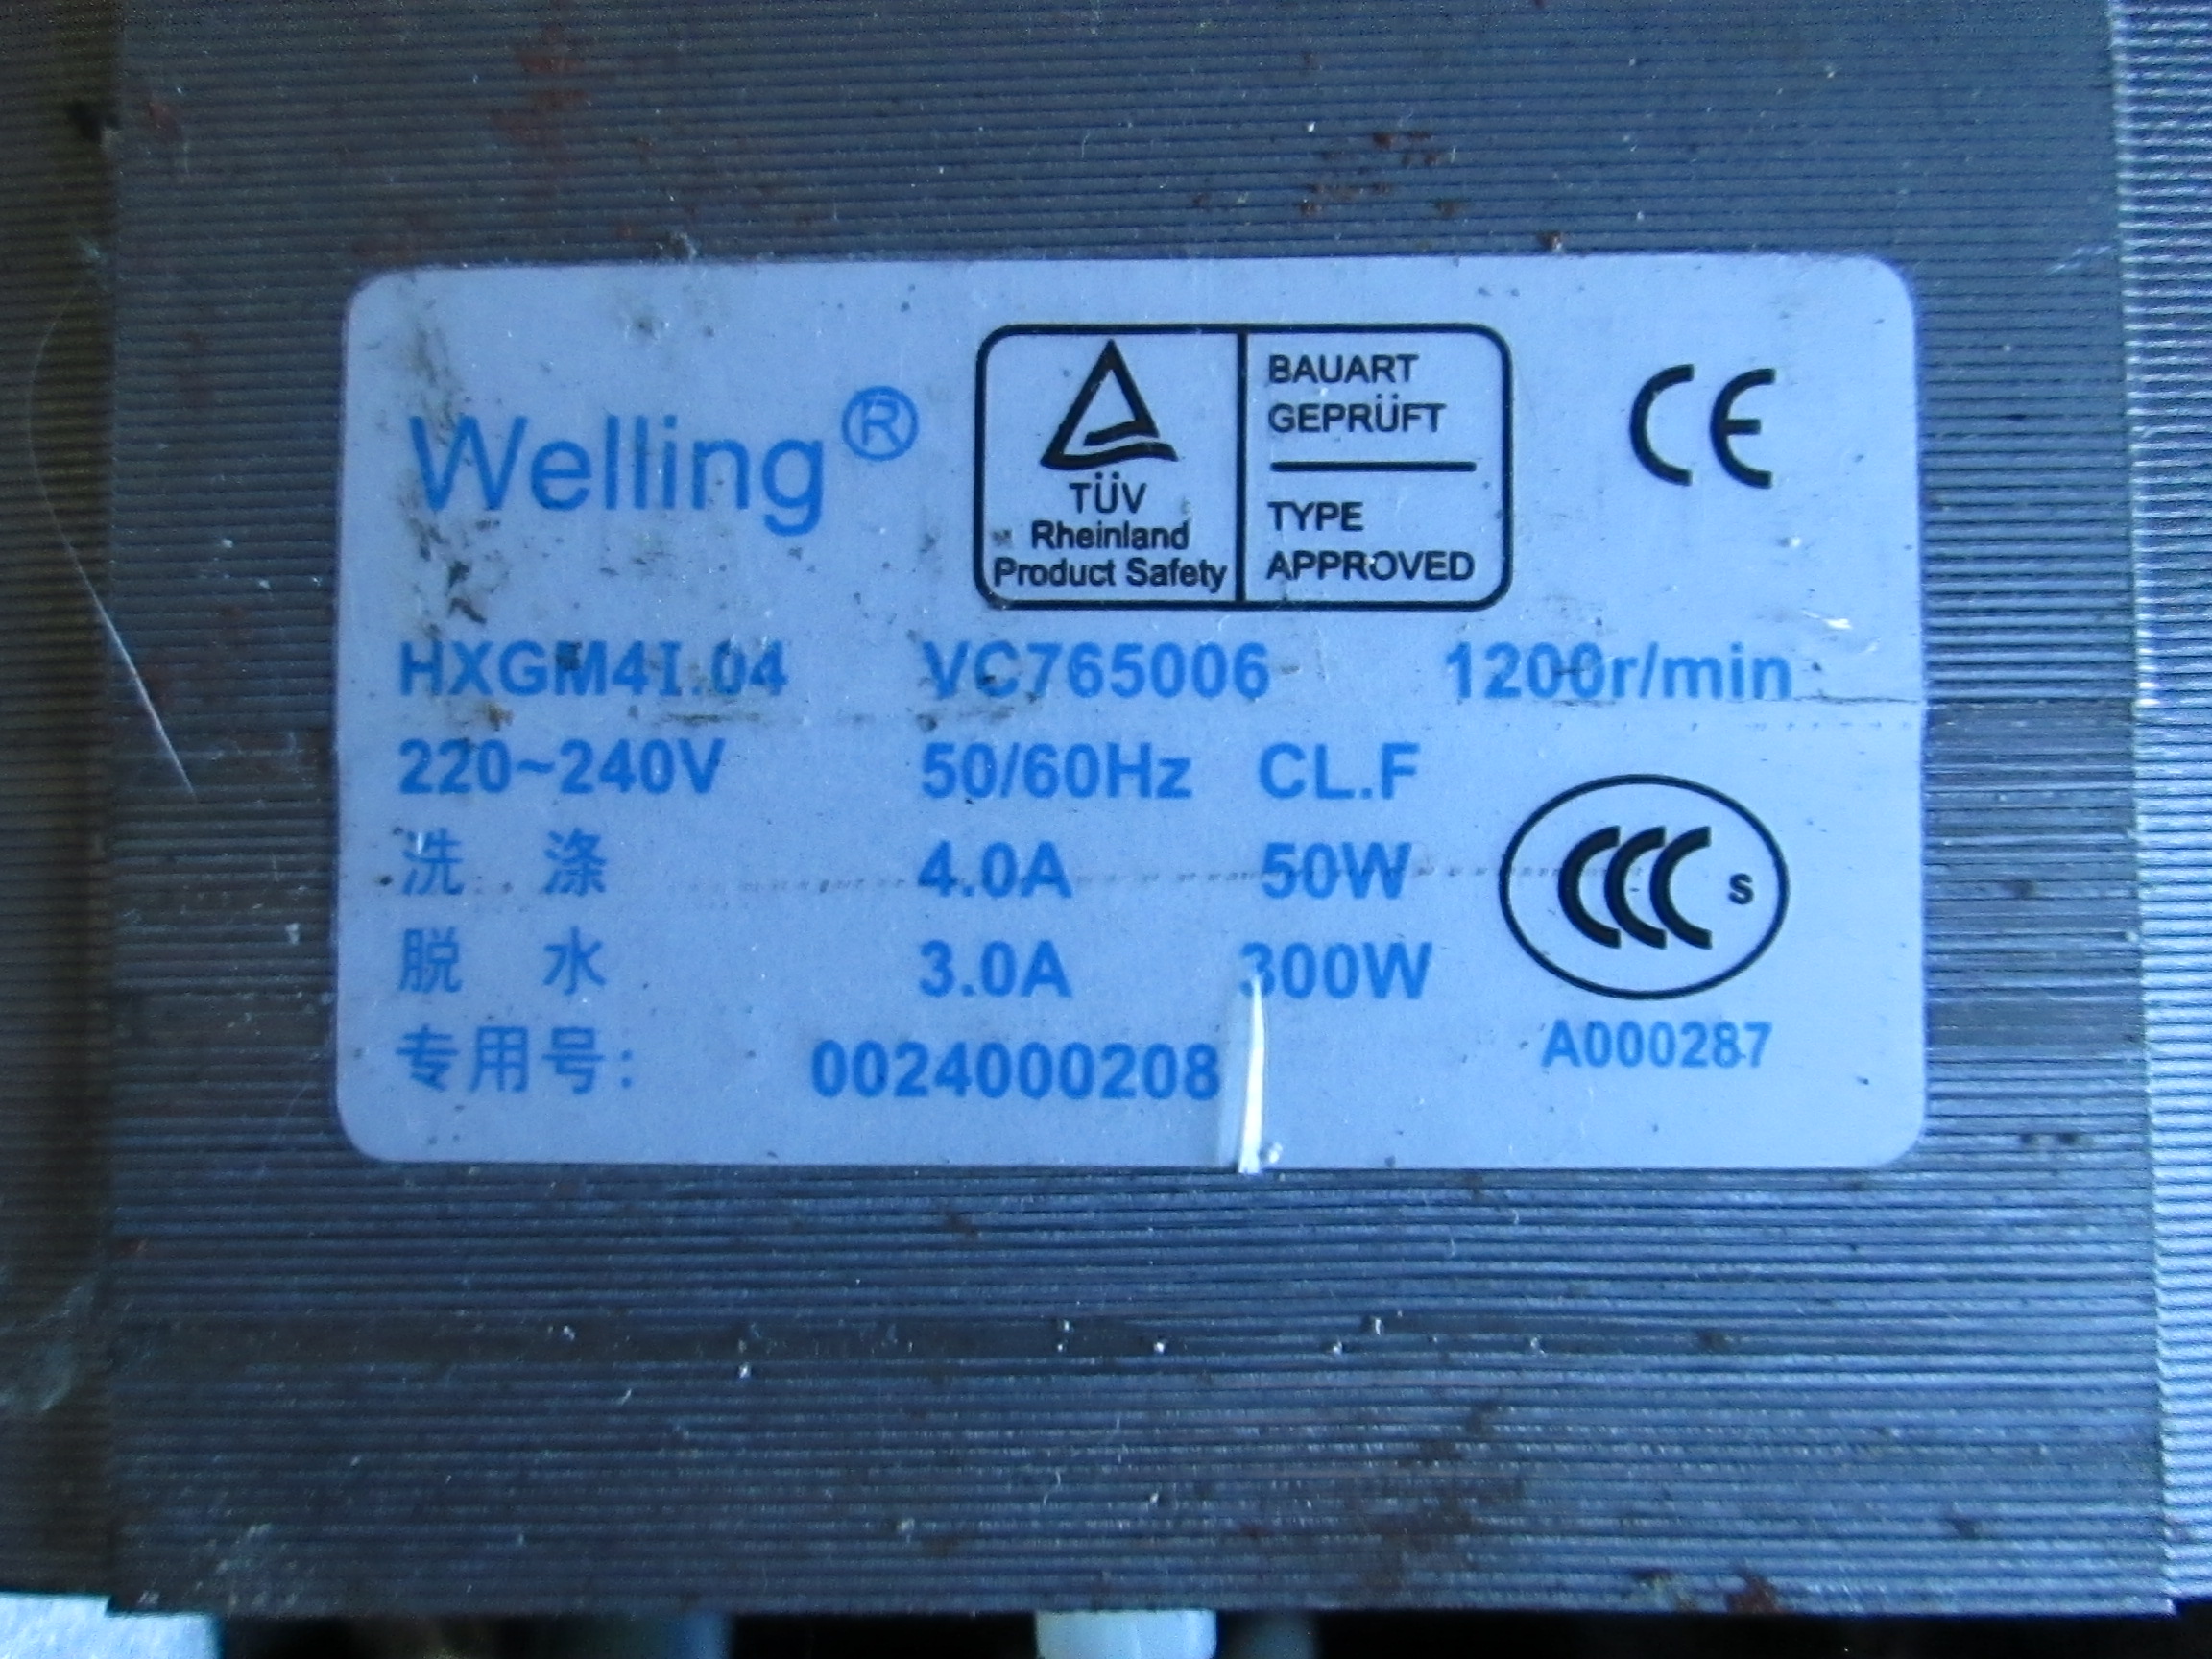 Welling®
TÜV
Rheinland
Product Safety
BAUART
GEPRÜFT
TYPE
APPROVED
CE
HXGM4I.04 VC765006 1200r/min
220~240V 50/60Hz CL.F
洗 涤 4.0A 50W
脱 水 3.0A 300W
CCC S
专用号: 0024000208
A000287